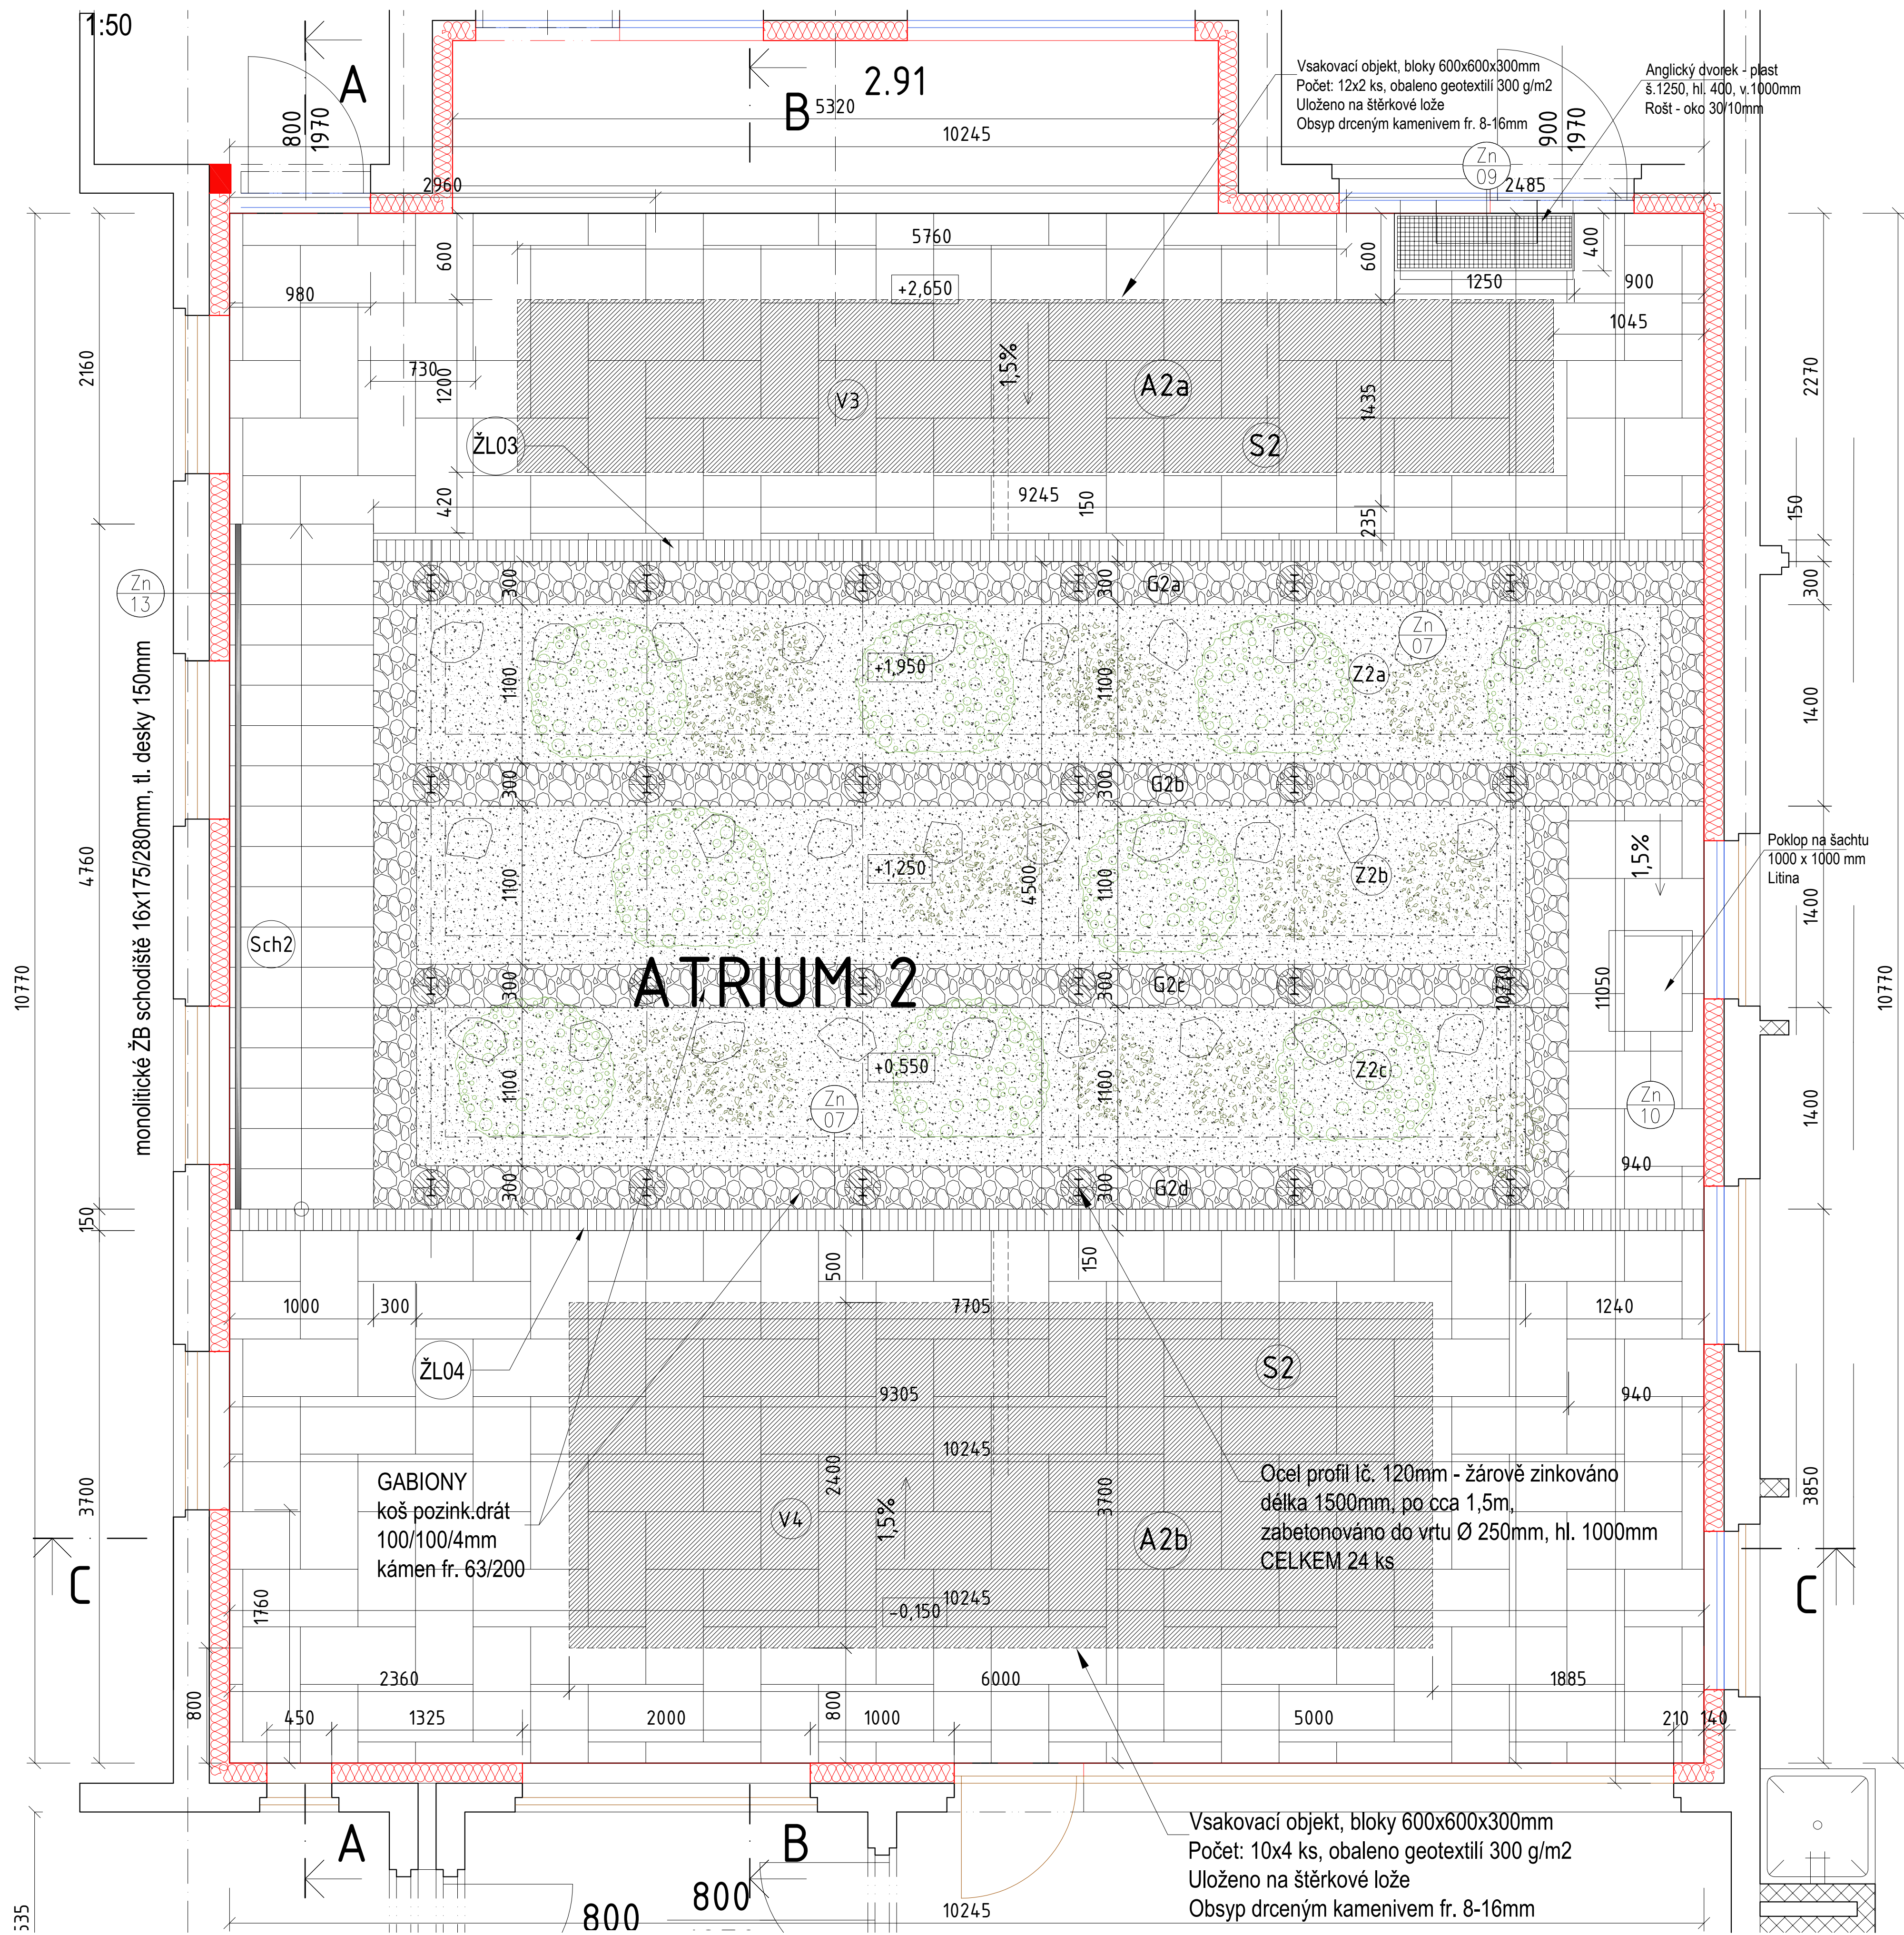 1:50
A
B
2.91
5320
10245
800
1970
Vsakovací objekt, bloky 600x600x300mm
Počet: 12x2 ks, obaleno geotextilí 300 g/m2
Uloženo na štěrkové lože
Obsyp drceným kamenivem fr. 8-16mm
Anglický dvorek - plast
š.1250, hl. 400, v.1000mm
Rošt - oko 30/10mm
900
1970
Zn
09
2960
2485
5760
600
600
400
+2,650
1250
900
980
1045
2160
730
1200
1,5%
A2a
V3
1435
2270
ŽL03
S2
420
9245
150
235
150
Zn
13
300
300
G2a
300
Zn
07
+1,950
Z2a
1100
1100
1400
monolitické ŽB schodiště 16x175/280mm, tl. desky 150mm
300
300
G2b
4760
+1,250
4500
1100
1100
Z2b
1,5%
Poklop na šachtu
1000 x 1000 mm
Litina
1400
Sch2
10770
ATRIUM 2
300
300
G2c
10770
11050
10770
+0,550
1100
1100
Z2c
Zn
07
Zn
10
1400
940
300
300
G2d
150
500
150
1000
300
7705
1240
ŽL04
S2
9305
940
10245
3700
GABIONY
koš pozink.drát
100/100/4mm
kámen fr. 63/200
2400
V4
1,5%
3700
A2b
Ocel profil Ič. 120mm - žárově zinkováno
délka 1500mm, po cca 1,5m,
zabetonováno do vrtu Ø 250mm, hl. 1000mm
CELKEM 24 ks
3850
C
C
1760
-0,150
10245
2360
6000
1885
800
450
1325
2000
800
1000
5000
210
140
A
B
Vsakovací objekt, bloky 600x600x300mm
Počet: 10x4 ks, obaleno geotextilí 300 g/m2
Uloženo na štěrkové lože
Obsyp drceným kamenivem fr. 8-16mm
800
800
10245